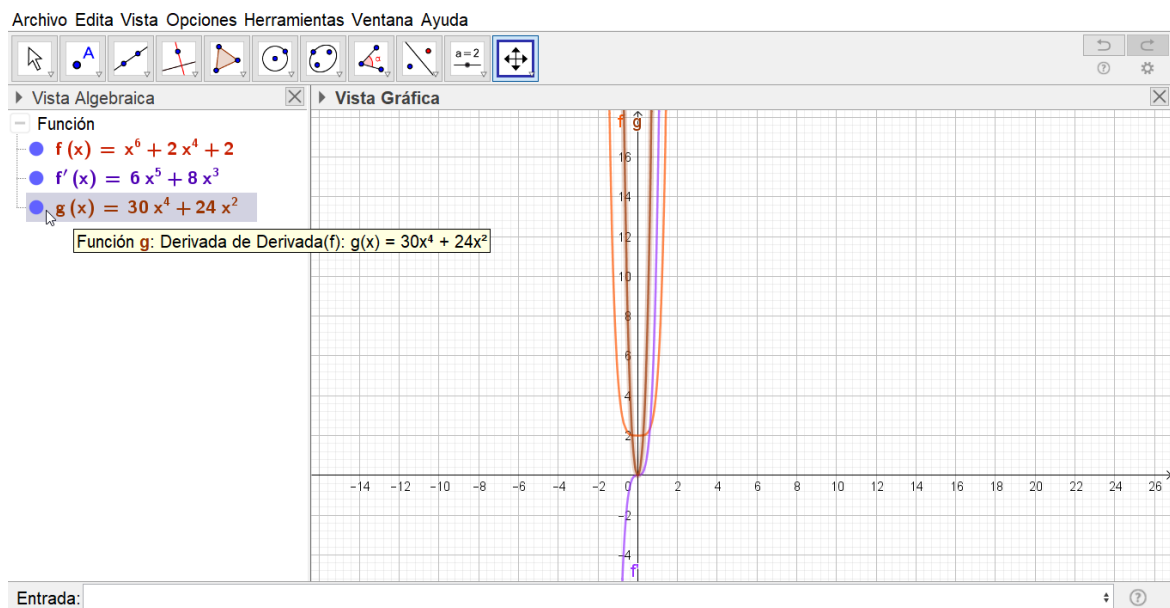 Archivo Edita Vista Opciones Herramientas Ventana Ayuda
A
α
a=2
Vista Algebraica
Vista Gráfica
Función
f (x) = x⁶ + 2 x⁴ + 2
f′ (x) = 6 x⁵ + 8 x³
g (x) = 30 x⁴ + 24 x²
Función g: Derivada de Derivada(f): g(x) = 30x⁴ + 24x²
f g
16
14
12
10
8
6
4
2
−14 −12 −10 −8 −6 −4 −2 0 2 4 6 8 10 12 14 16 18 20 22 24 26
−2
−4
f′
Entrada: